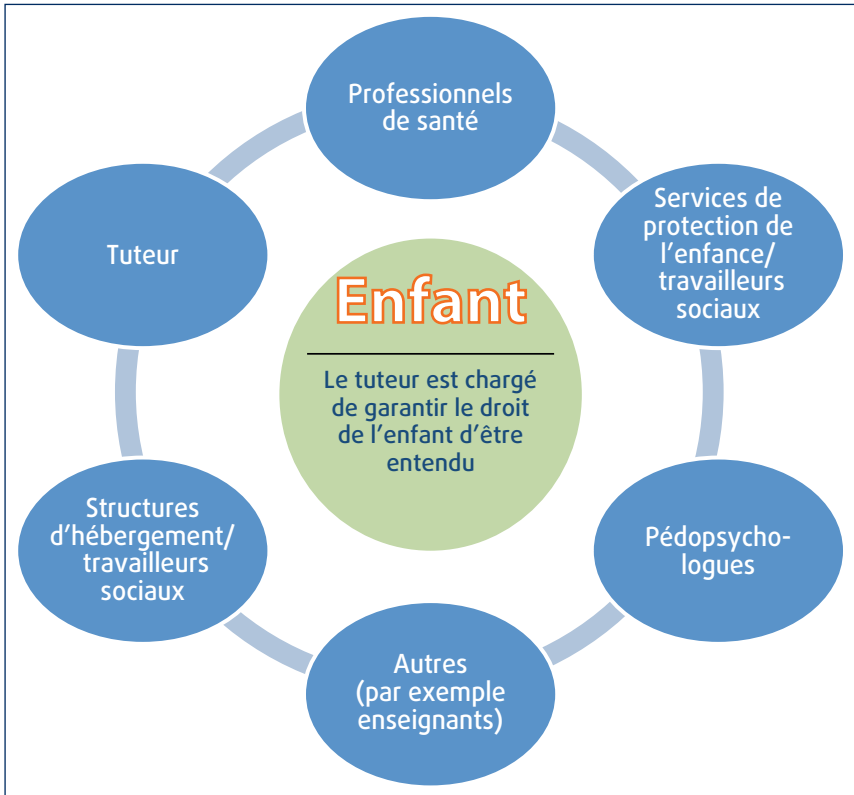 Professionnels
de santé
Services de
protection de
l'enfance/
travailleurs
sociaux
Tuteur
Enfant
Le tuteur est chargé
de garantir le droit
de l'enfant d'être
entendu
Structures
d'hébergement/
travailleurs
sociaux
Pédopsycho-
logues
Autres
(par exemple
enseignants)